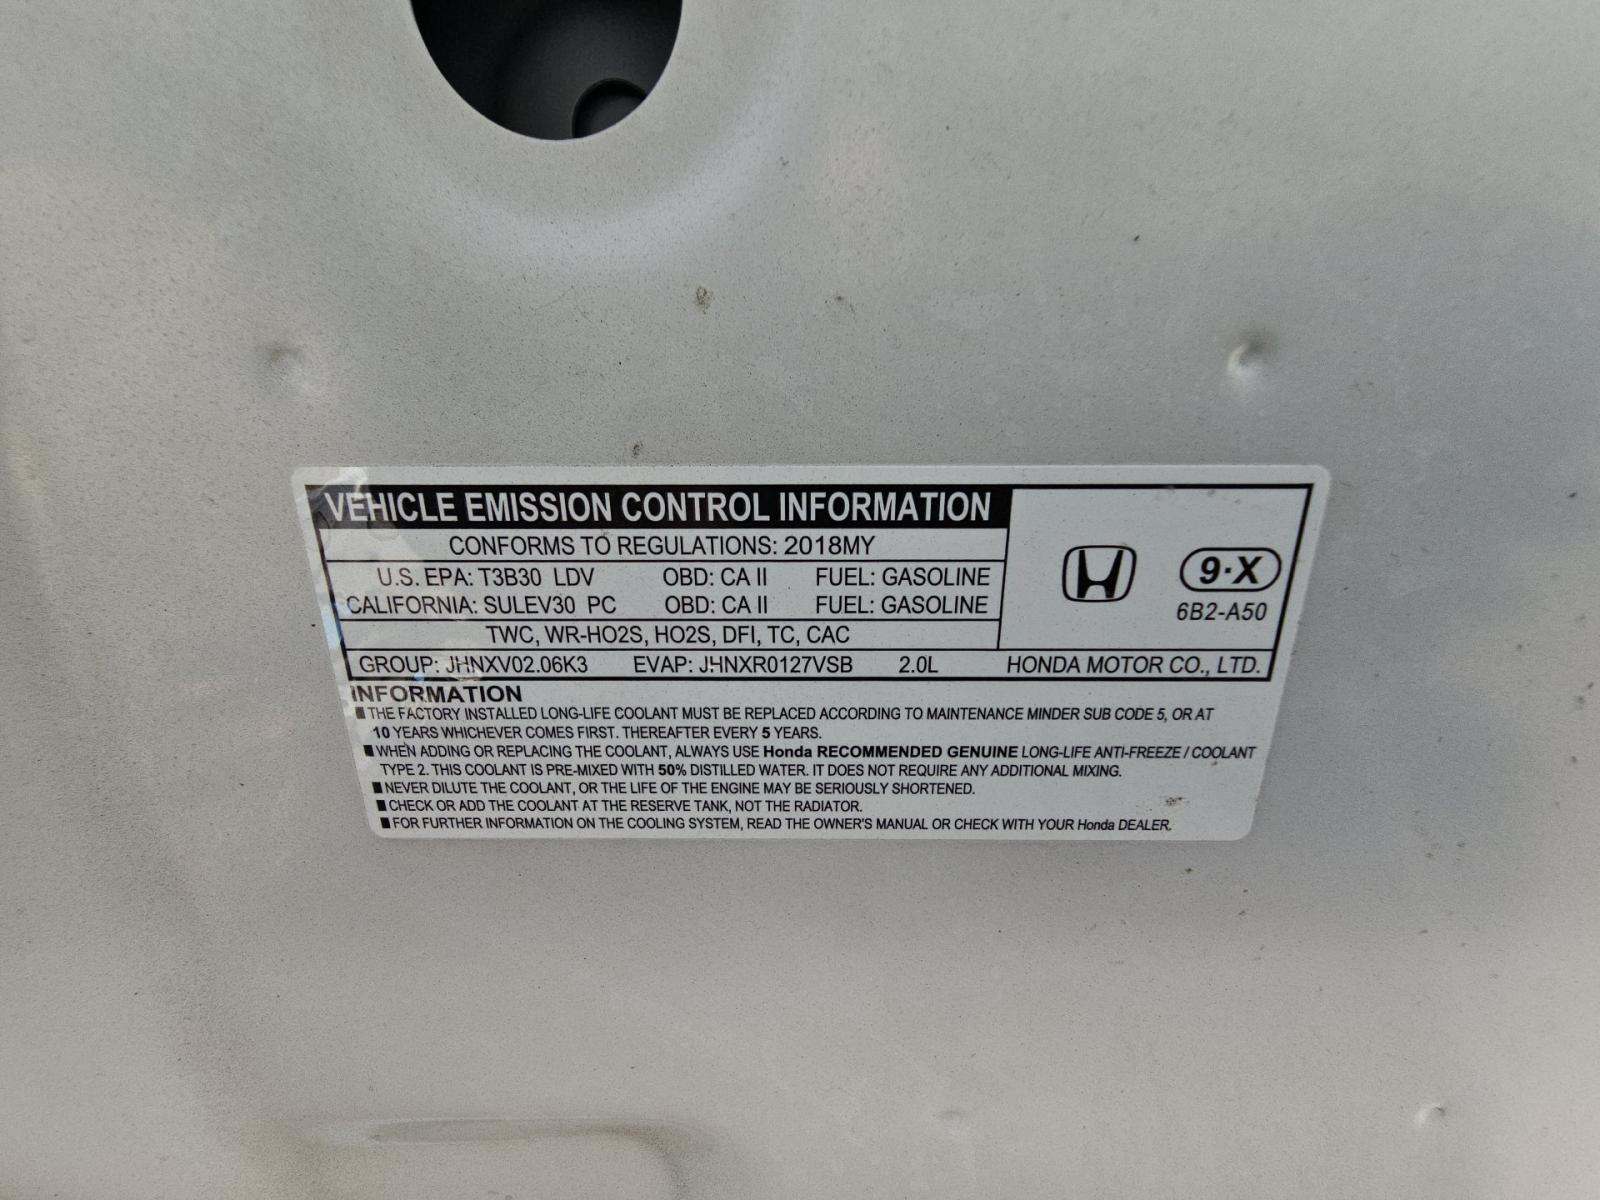 VEHICLE EMISSION CONTROL INFORMATION
CONFORMS TO REGULATIONS: 2018MY
U.S. EPA: T3B30 LDV OBD: CA II FUEL: GASOLINE
CALIFORNIA: SULEV30 PC OBD: CA II FUEL: GASOLINE
TWC, WR-HO2S, HO2S, DFI, TC, CAC
9·X
6B2-A50
GROUP: JHNXV02.06K3 EVAP: JHNXR0127VSB 2.0L HONDA MOTOR CO., LTD.
INFORMATION
■ THE FACTORY INSTALLED LONG-LIFE COOLANT MUST BE REPLACED ACCORDING TO MAINTENANCE MINDER SUB CODE 5, OR AT
10 YEARS WHICHEVER COMES FIRST. THEREAFTER EVERY 5 YEARS.
■ WHEN ADDING OR REPLACING THE COOLANT, ALWAYS USE Honda RECOMMENDED GENUINE LONG-LIFE ANTI-FREEZE / COOLANT
TYPE 2. THIS COOLANT IS PRE-MIXED WITH 50% DISTILLED WATER. IT DOES NOT REQUIRE ANY ADDITIONAL MIXING.
■ NEVER DILUTE THE COOLANT, OR THE LIFE OF THE ENGINE MAY BE SERIOUSLY SHORTENED.
■ CHECK OR ADD THE COOLANT AT THE RESERVE TANK, NOT THE RADIATOR.
■ FOR FURTHER INFORMATION ON THE COOLING SYSTEM, READ THE OWNER'S MANUAL OR CHECK WITH YOUR Honda DEALER.